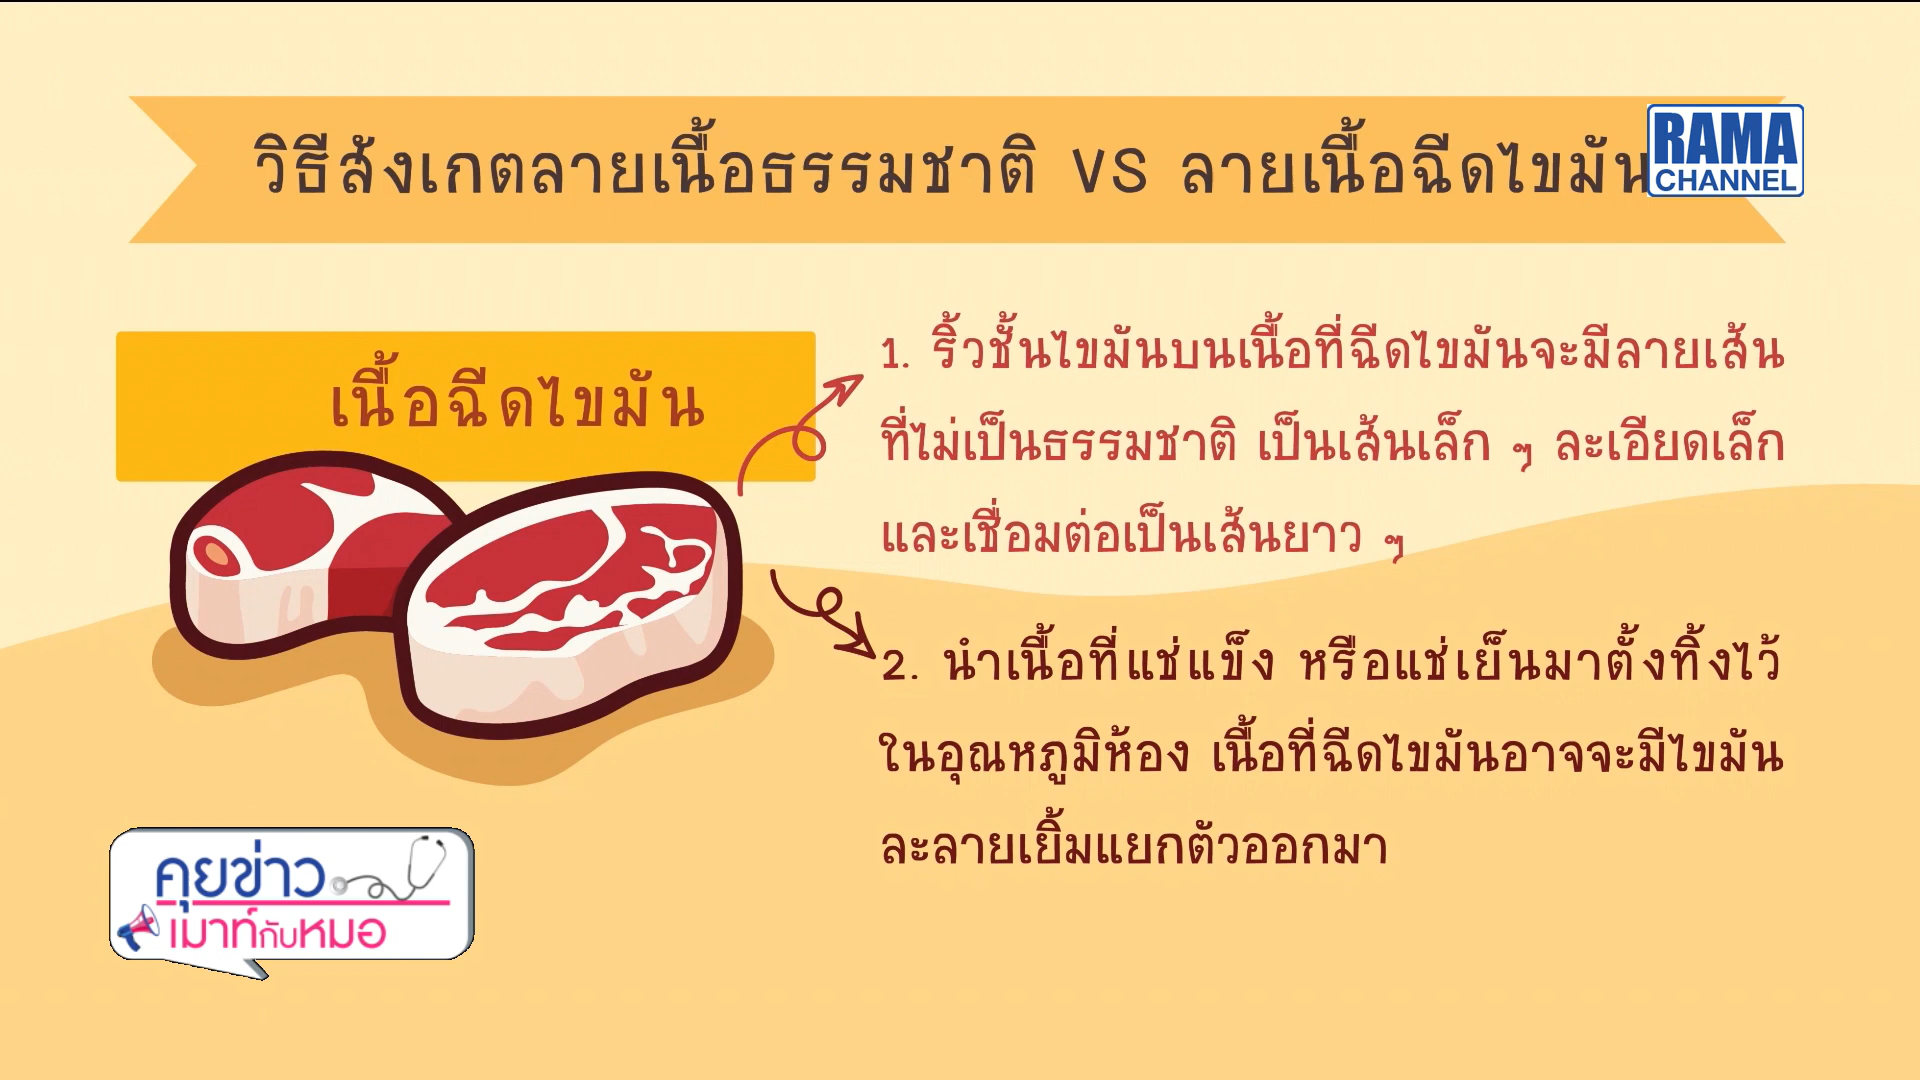 วิธีสังเกตลายเนื้อธรรมชาติ VS ลายเนื้อฉีดไขมัน
RAMA
CHANNEL
เนื้อฉีดไขมัน
1. ริ้วชั้นไขมันบนเนื้อที่ฉีดไขมันจะมีลายเส้น
ที่ไม่เป็นธรรมชาติ เป็นเส้นเล็ก ๆ ละเอียดเล็ก
และเชื่อมต่อเป็นเส้นยาว ๆ
2. นำเนื้อที่แช่แข็ง หรือแช่เย็นมาตั้งทิ้งไว้
ในอุณหภูมิห้อง เนื้อที่ฉีดไขมันอาจจะมีไขมัน
ละลายเยิ้มแยกตัวออกมา
คุยข่าว
เมาท์กับหมอ